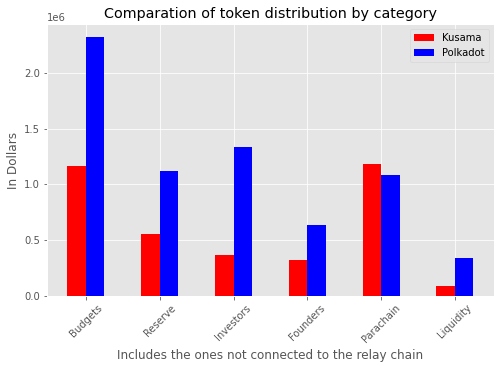 Comparation of token distribution by category
1e6
Kusama
Polkadot
In Dollars
2.0
1.5
1.0
0.5
0.0
Budgets
Reserve
Investors
Founders
Parachain
Liquidity
Includes the ones not connected to the relay chain